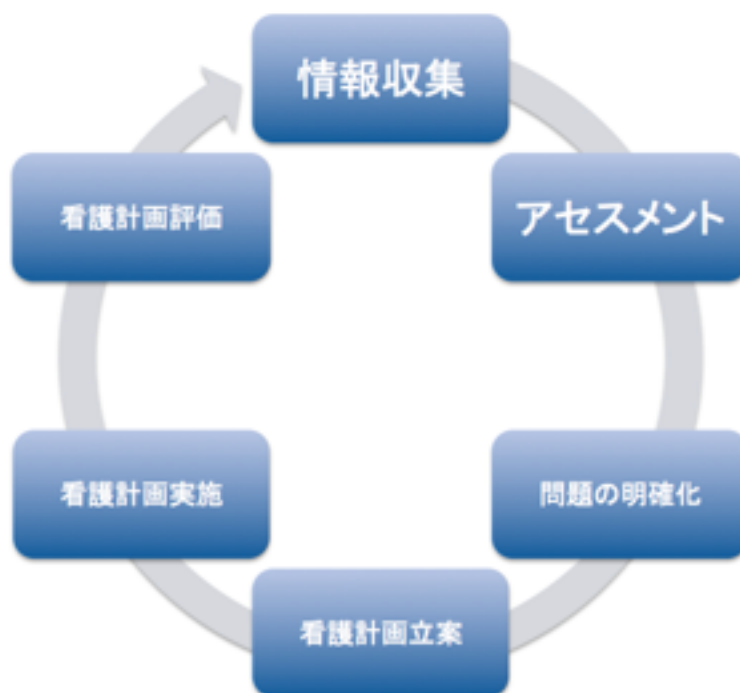 情報収集
アセスメント
問題の明確化
看護計画立案
看護計画実施
看護計画評価